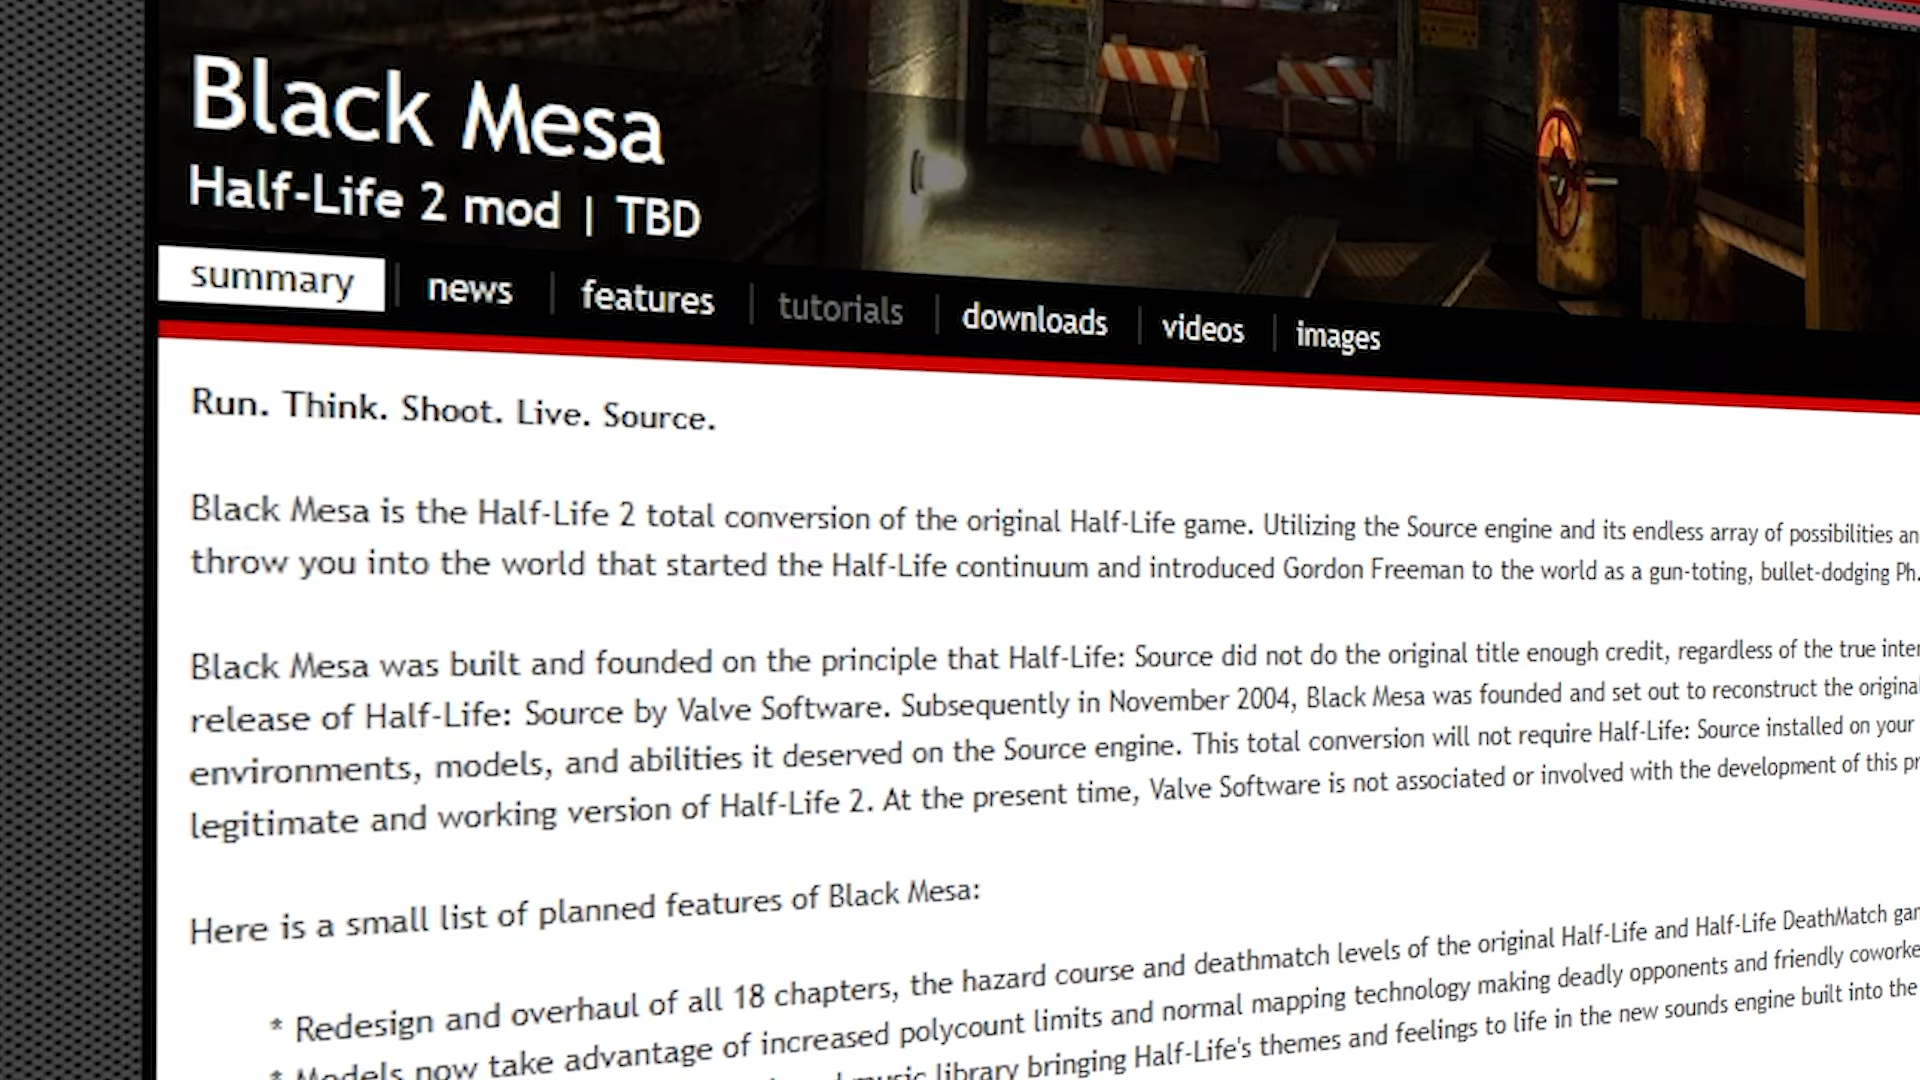 Black Mesa
Half-Life 2 mod | TBD
summary news features tutorials downloads videos images
Run. Think. Shoot. Live. Source.
Black Mesa is the Half-Life 2 total conversion of the original Half-Life game. Utilizing the Source engine and its endless array of possibilities
throw you into the world that started the Half-Life continuum and introduced Gordon Freeman to the world as a gun-toting, bullet-dodging Ph.
Black Mesa was built and founded on the principle that Half-Life: Source did not do the original title enough credit, regardless of the true
release of Half-Life: Source by Valve Software. Subsequently in November 2004, Black Mesa was founded and set out to reconstruct the original
environments, models, and abilities it deserved on the Source engine. This total conversion will not require Half-Life: Source installed on your
legitimate and working version of Half-Life 2. At the present time, Valve Software is not associated or involved with the development of this
Here is a small list of planned features of Black Mesa:
* Redesign and overhaul of all 18 chapters, the hazard course and deathmatch levels of the original Half-Life and Half-Life DeathMatch
* Models now take advantage of increased polycount limits and normal mapping technology making deadly opponents and friendly
music library bringing Half-Life's themes and feelings to life in the new sounds engine built into the